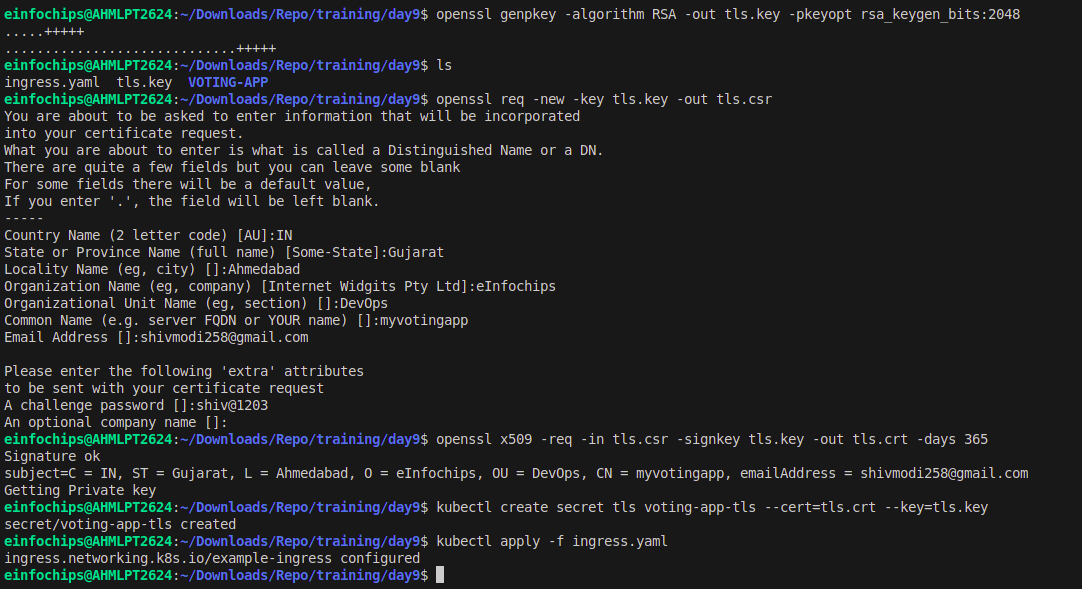 einfochips@AHMLPT2624:~/Downloads/Repo/training/day9$ openssl genpkey -algorithm RSA -out tls.key -pkeyopt rsa_keygen_bits:2048
.....+++++
.............................+++++
einfochips@AHMLPT2624:~/Downloads/Repo/training/day9$ ls
ingress.yaml  tls.key  VOTING-APP
einfochips@AHMLPT2624:~/Downloads/Repo/training/day9$ openssl req -new -key tls.key -out tls.csr
You are about to be asked to enter information that will be incorporated
into your certificate request.
What you are about to enter is what is called a Distinguished Name or a DN.
There are quite a few fields but you can leave some blank
For some fields there will be a default value,
If you enter '.', the field will be left blank.
-----
Country Name (2 letter code) [AU]:IN
State or Province Name (full name) [Some-State]:Gujarat
Locality Name (eg, city) []:Ahmedabad
Organization Name (eg, company) [Internet Widgits Pty Ltd]:eInfochips
Organizational Unit Name (eg, section) []:DevOps
Common Name (e.g. server FQDN or YOUR name) []:myvotingapp
Email Address []:shivmodi258@gmail.com

Please enter the following 'extra' attributes
to be sent with your certificate request
A challenge password []:shiv@1203
An optional company name []:
einfochips@AHMLPT2624:~/Downloads/Repo/training/day9$ openssl x509 -req -in tls.csr -signkey tls.key -out tls.crt -days 365
Signature ok
subject=C = IN, ST = Gujarat, L = Ahmedabad, O = eInfochips, OU = DevOps, CN = myvotingapp, emailAddress = shivmodi258@gmail.com
Getting Private key
einfochips@AHMLPT2624:~/Downloads/Repo/training/day9$ kubectl create secret tls voting-app-tls --cert=tls.crt --key=tls.key
secret/voting-app-tls created
einfochips@AHMLPT2624:~/Downloads/Repo/training/day9$ kubectl apply -f ingress.yaml
ingress.networking.k8s.io/example-ingress configured
einfochips@AHMLPT2624:~/Downloads/Repo/training/day9$